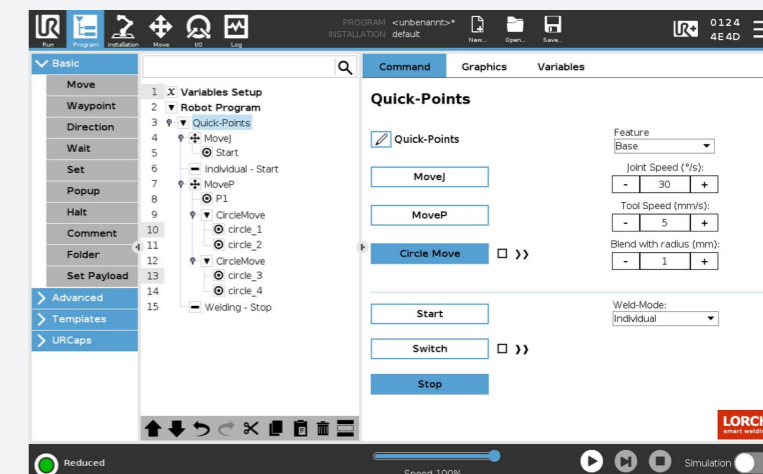 PROGRAM <unbenannt>*
INSTALLATION default
Run Program Installation Move I/O Log New... Open... Save...
UR+ 0124
4E4D
Basic
Move
Waypoint
Direction
Wait
Set
Popup
Halt
Comment
Folder
Set Payload
Advanced
Templates
URCaps
1 X Variables Setup
2 Robot Program
3 Quick-Points
4 MoveJ
5 Start
6 Individual - Start
7 MoveP
8 P1
9 CircleMove
10 circle_1
11 circle_2
12 CircleMove
13 circle_3
14 circle_4
15 Welding - Stop
Command Graphics Variables
Quick-Points
Quick-Points
MoveJ
MoveP
Circle Move
Start
Switch
Stop
Feature
Base
Joint Speed (°/s):
- 30 +
Tool Speed (mm/s):
- 5 +
Blend with radius (mm):
- 1 +
Weld-Mode:
Individual
LORCH
smart welding
Reduced
Speed 100%
Simulation